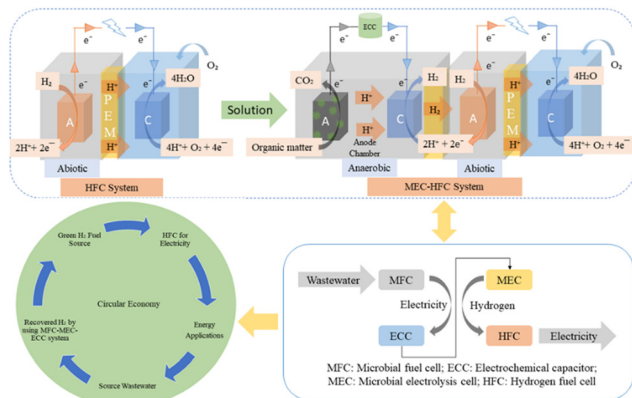 e⁻
e⁻
e⁻
e⁻
H₂
4H₂O
O₂
H⁺
H⁺
A
PEM
C
2H⁺+ 2e⁻
4H⁺+ O₂ + 4e⁻
Abiotic
HFC System
Solution
ECC
e⁻
e⁻
e⁻
e⁻
CO₂
H⁺
H⁺
A
C
Organic matter
Anode
Chamber
Anaerobic
H₂
H₂
2H⁺ + 2e⁻
e⁻
e⁻
e⁻
e⁻
H₂
4H₂O
O₂
H⁺
H⁺
A
PEM
C
4H⁺+ O₂ + 4e⁻
Abiotic
MEC-HFC System
Green H₂ Fuel
Source
HFC for
Electricity
Circular Economy
Energy
Applications
Source Wastewater
Recovered H₂ by
using MFC-MEC-
ECC system
Wastewater
MFC
MEC
Electricity
Hydrogen
ECC
HFC
Electricity
MFC: Microbial fuel cell; ECC: Electrochemical capacitor;
MEC: Microbial electrolysis cell; HFC: Hydrogen fuel cell